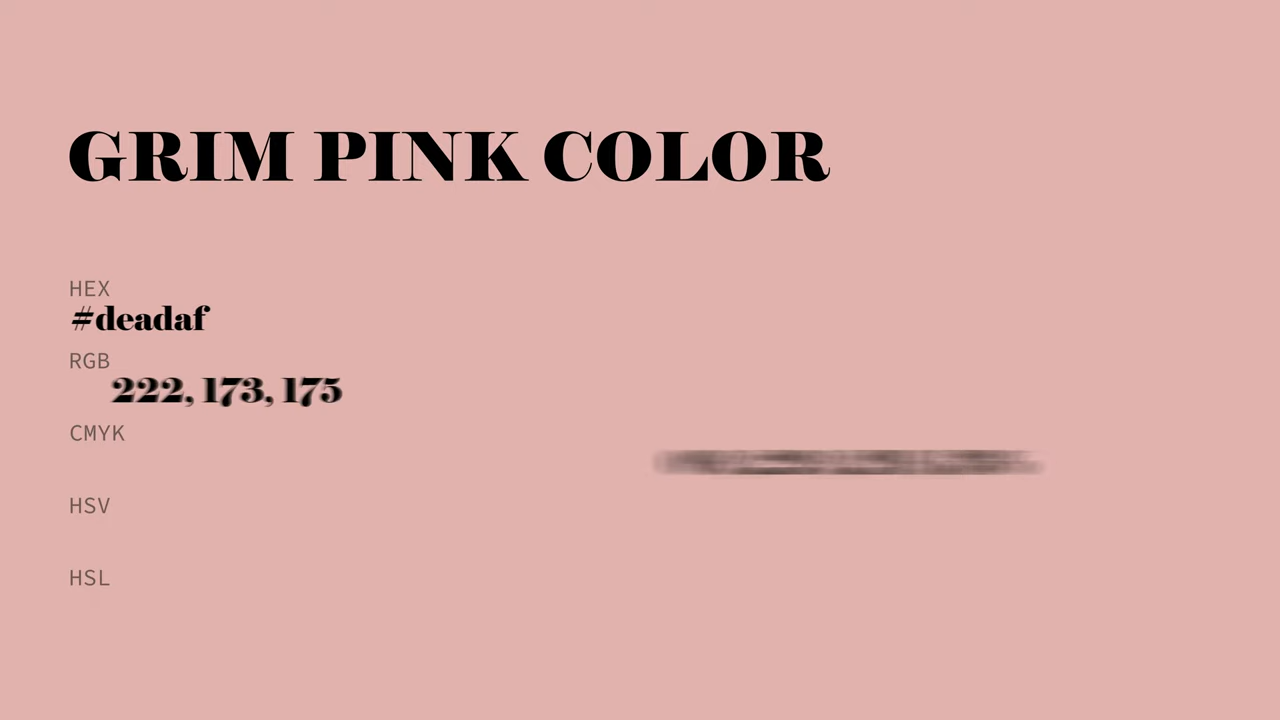 GRIM PINK COLOR
HEX
#deadaf
RGB
222, 173, 175
CMYK
HSV
HSL